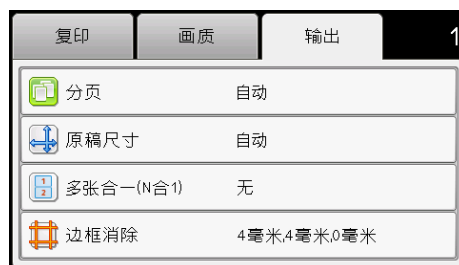 复印 画质 输出 1
分页 自动
原稿尺寸 自动
多张合一(N合1) 无
边框消除 4毫米,4毫米,0毫米